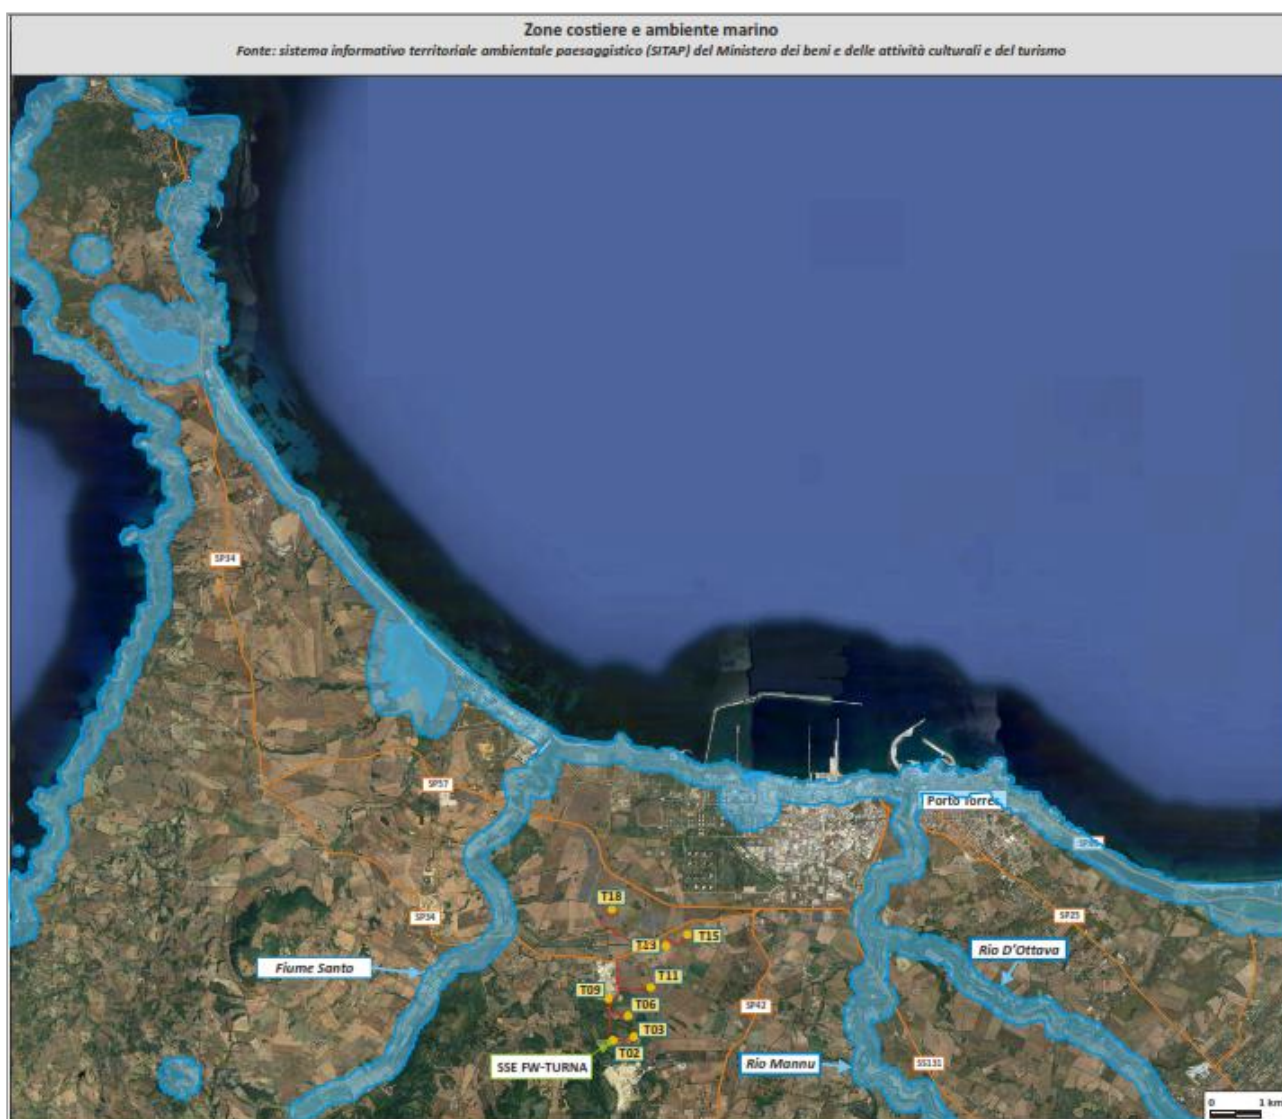 Zone costiere e ambiente marino
Fonte: sistema informativo territoriale ambientale paesaggistico (SITAP) del Ministero dei beni e delle attività culturali e del turismo
SP34
SP57
Porto Torres
T18
SP34
SP25
T15
T13
Rio D'Ottava
Fiume Santo
T11
T09
SP42
T06
T03
T02
SSE FW-TURNA
Rio Mannu
SS131
0 1 km